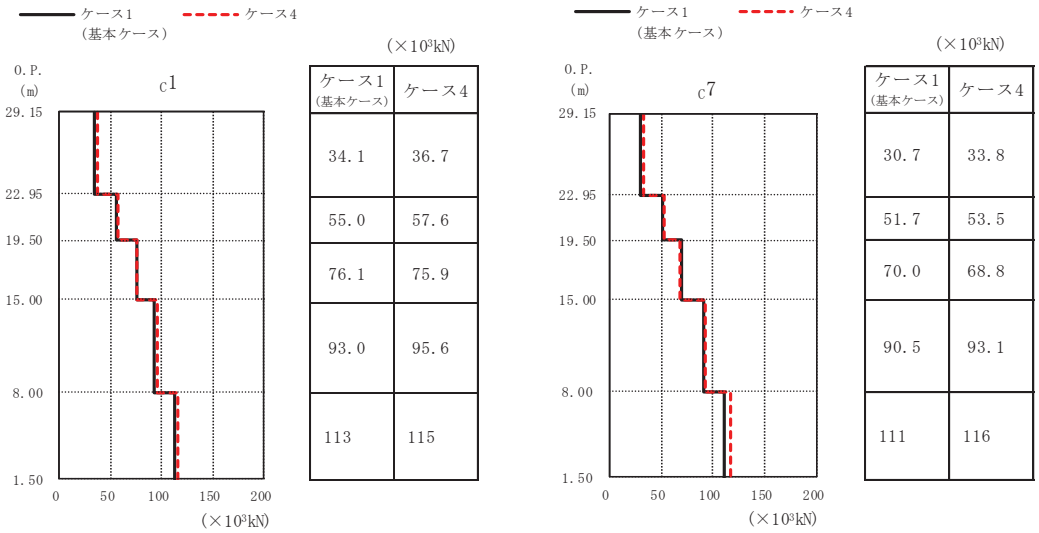 ケース1 ケース4
(基本ケース)
(×10³kN)
O.P.
(m)
C1
ケース1 ケース4
(基本ケース)
29.15
34.1 36.7
22.95
55.0 57.6
19.50
76.1 75.9
15.00
93.0 95.6
8.00
113 115
1.50
0 50 100 150 200
(×10³kN)
ケース1 ケース4
(基本ケース)
(×10³kN)
O.P.
(m)
C7
ケース1 ケース4
(基本ケース)
29.15
30.7 33.8
22.95
51.7 53.5
19.50
70.0 68.8
15.00
90.5 93.1
8.00
111 116
1.50
0 50 100 150 200
(×10³kN)